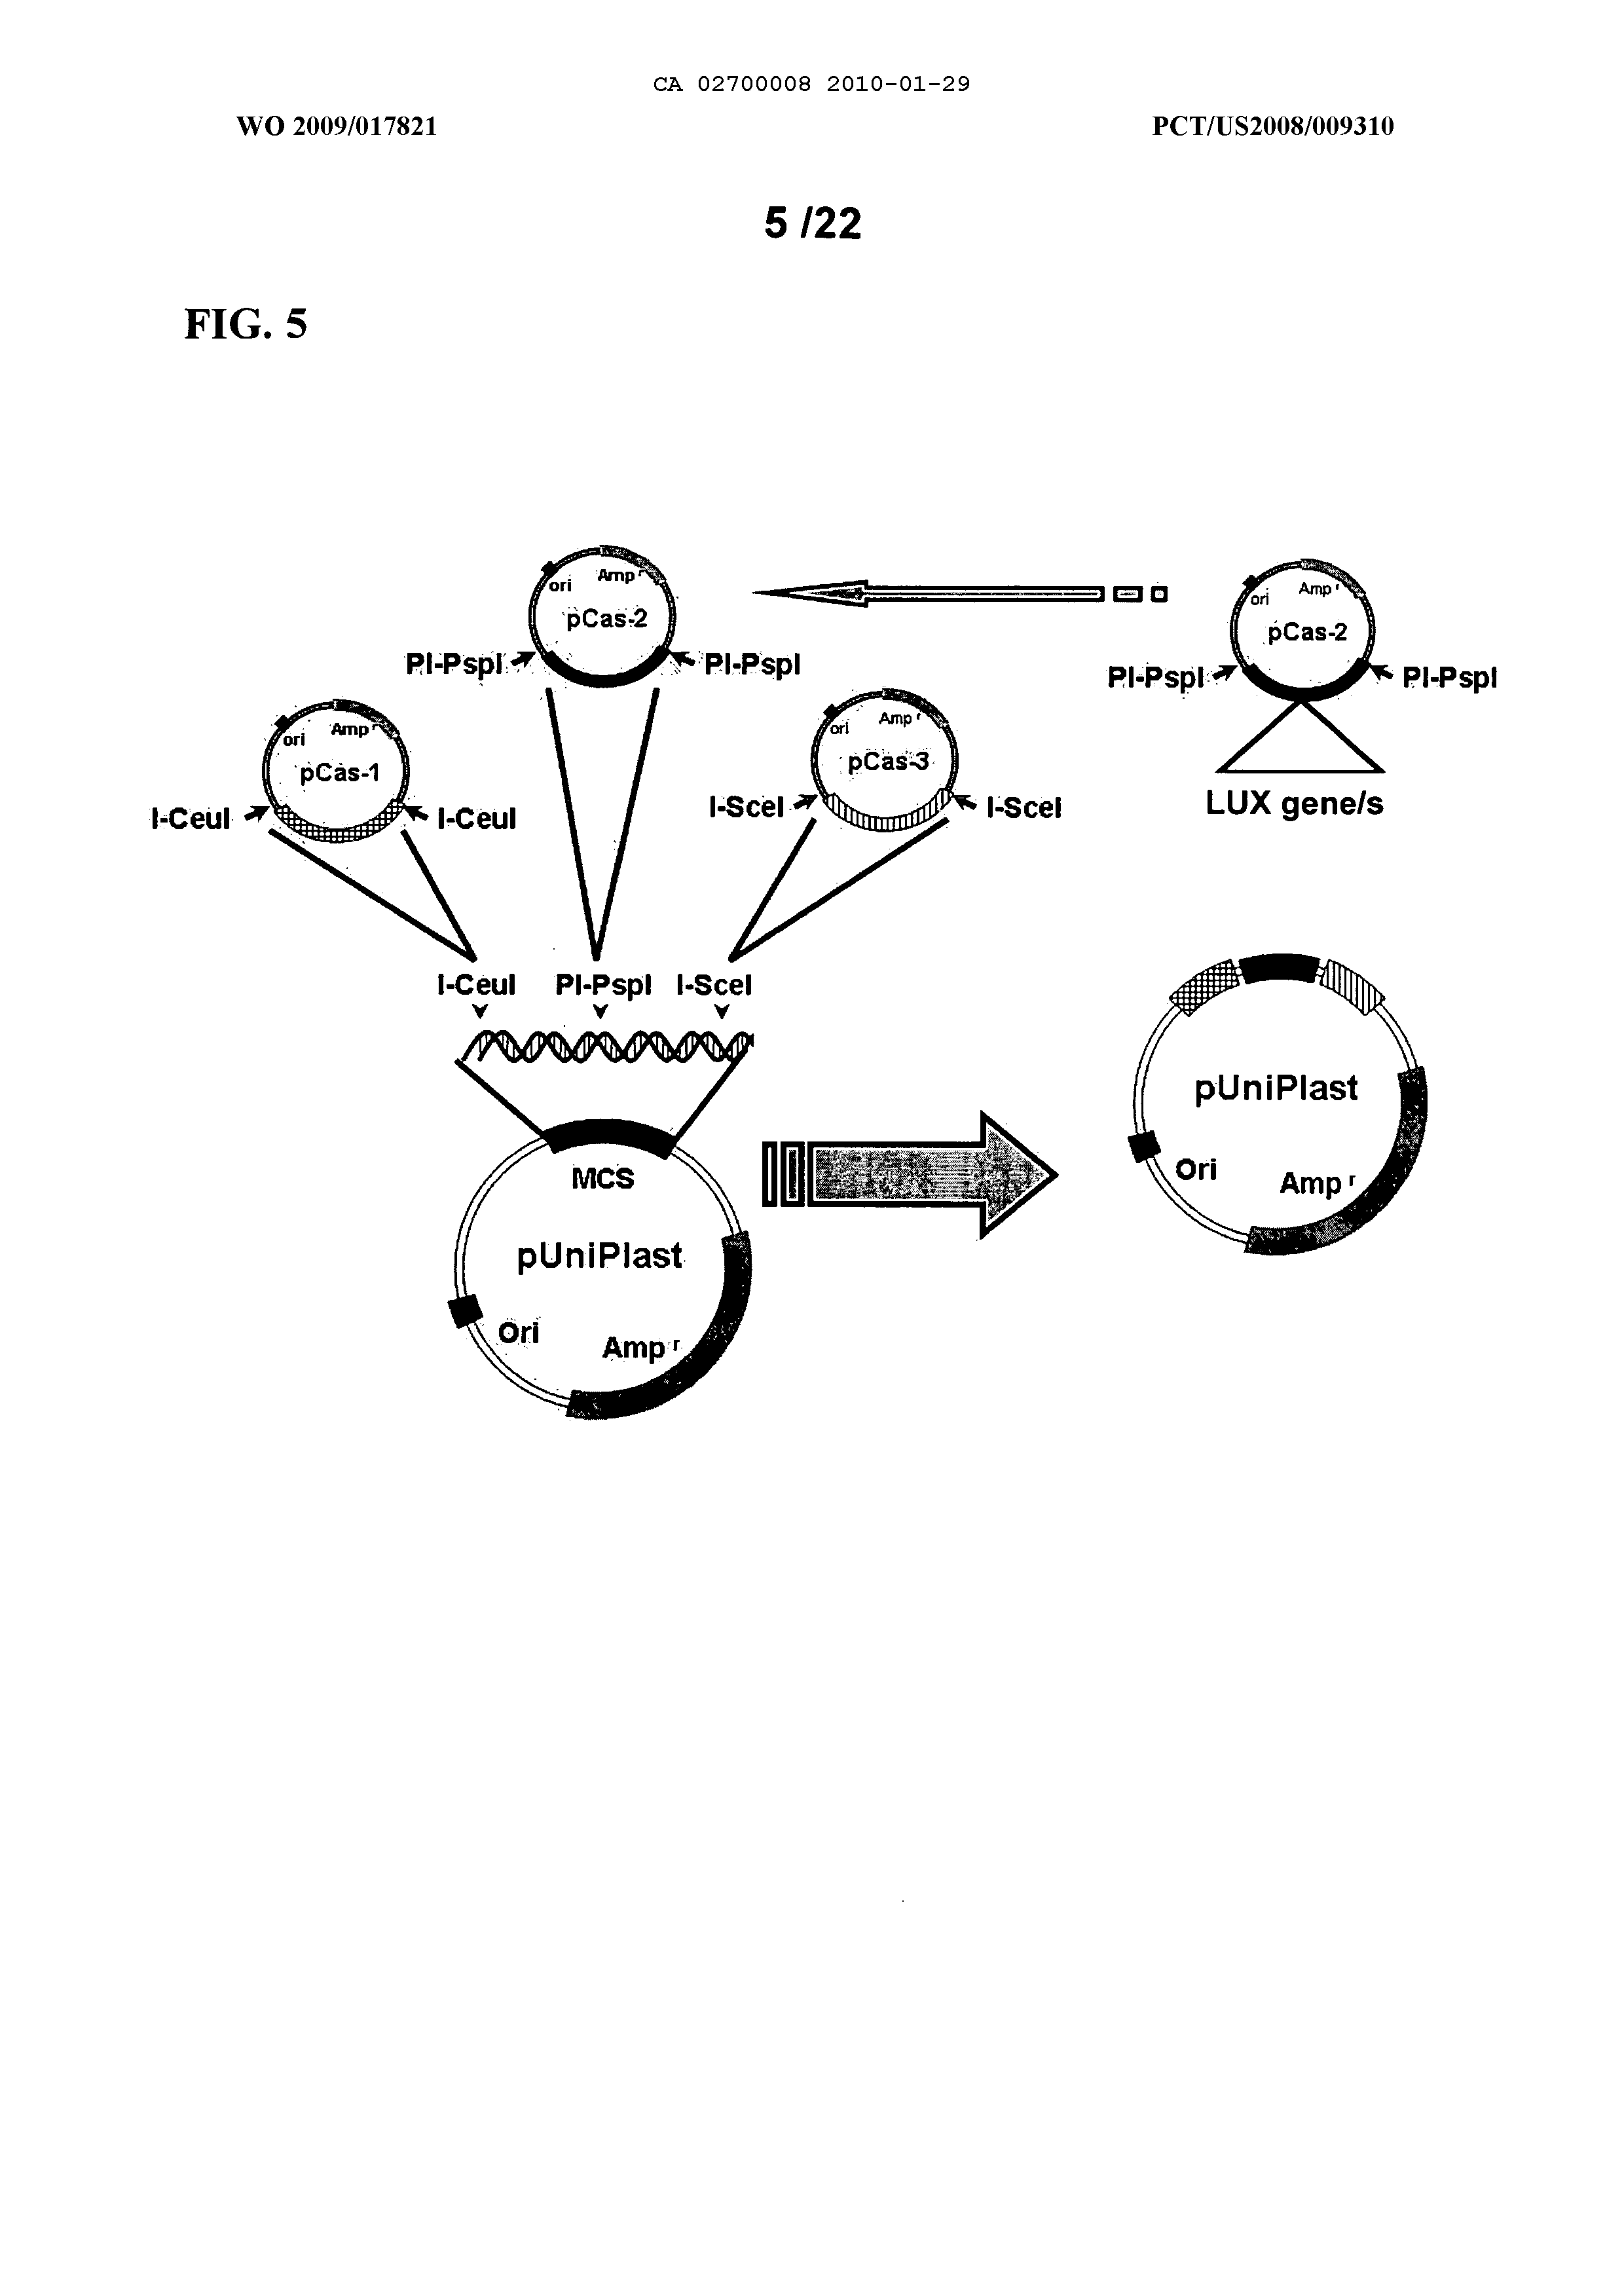 CA 02700008 2010-01-29
WO 2009/017821
PCT/US2008/009310
5 /22
FIG. 5
ori
Amp r
pCas-2
PI-PspI
PI-PspI
ori
Amp r
pCas-2
PI-PspI
PI-PspI
LUX gene/s
ori
Amp r
pCas-1
I-CeuI
I-CeuI
ori
Amp r
pCas-3
I-SceI
I-SceI
I-CeuI PI-PspI I-SceI
MCS
pUniPlast
Ori
Amp r
pUniPlast
Ori
Amp r